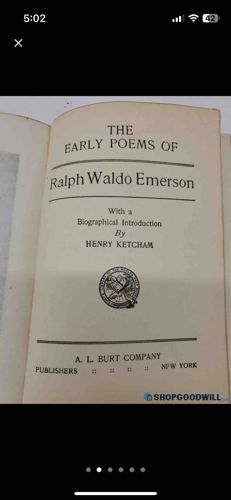 5:02
42
THE
EARLY POEMS OF
Ralph Waldo Emerson
With a
Biographical Introduction
By
HENRY KETCHAM
A. L. BURT COMPANY
PUBLISHERS :: :: :: :: NEW YORK
SHOPGOODWILL